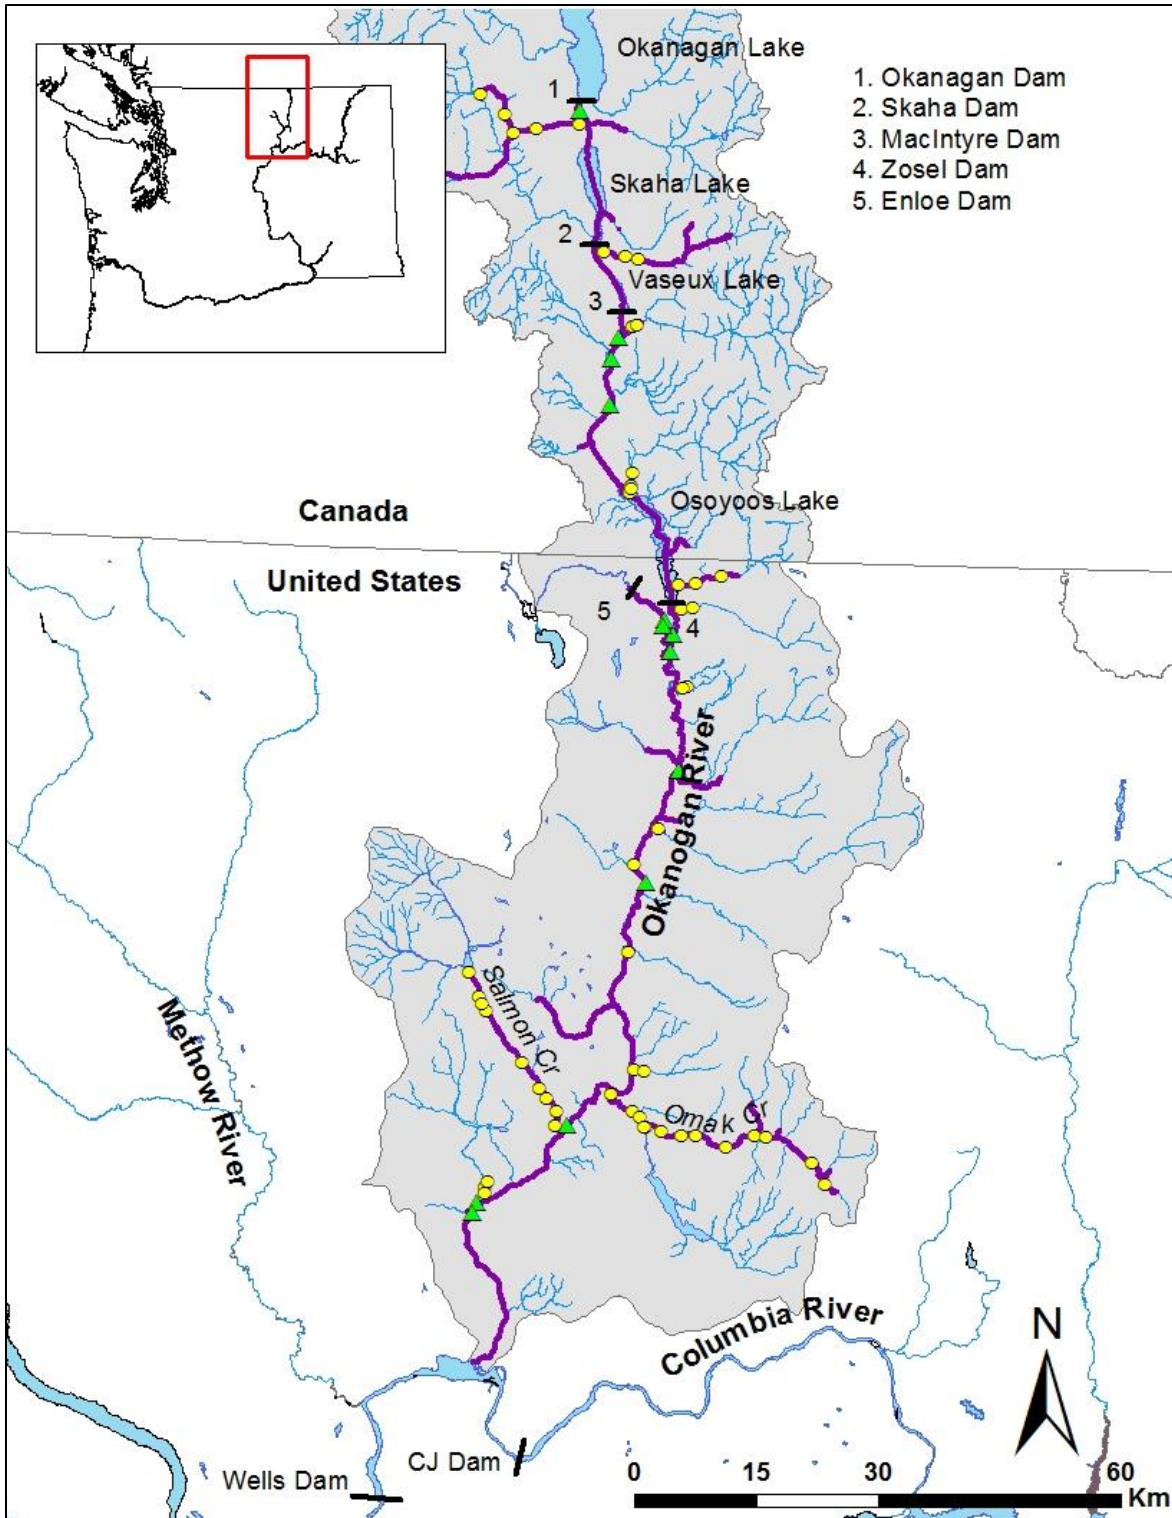 Okanagan Lake
1. Okanagan Dam
2. Skaha Dam
3. MacIntyre Dam
4. Zosel Dam
5. Enloe Dam
1
Skaha Lake
2
Vaseux Lake
3
Osoyoos Lake
Canada
United States
5
4
Okanogan River
Salmon Cr
Methow River
Omak Cr
Columbia River
N
CJ Dam
Wells Dam
0 15 30 60
Km